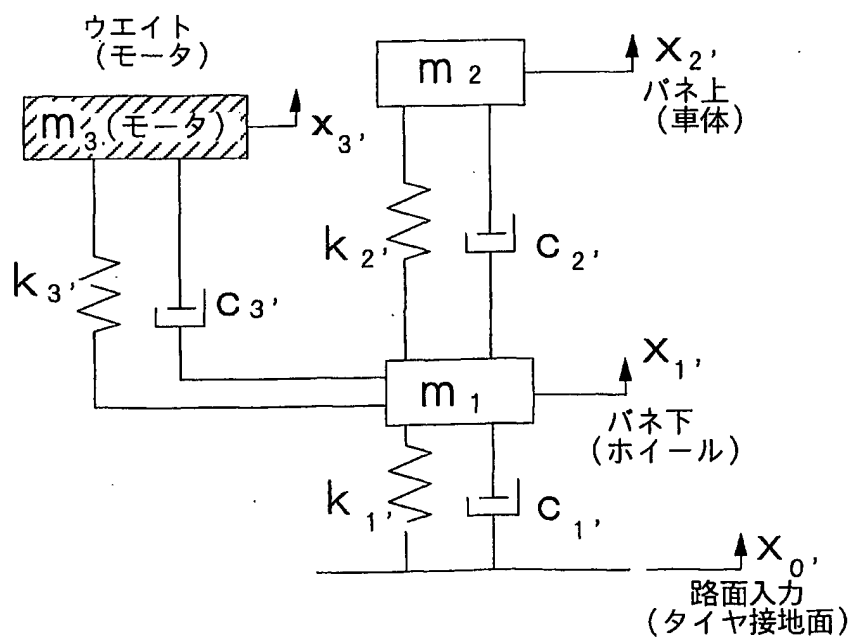 ウエイト
(モータ)
m₃(モータ)
x₃,
m₂
x₂,
バネ上
(車体)
k₂,
c₂,
k₃,
c₃,
m₁
x₁,
バネ下
(ホイール)
k₁,
c₁,
x₀,
路面入力
(タイヤ接地面)